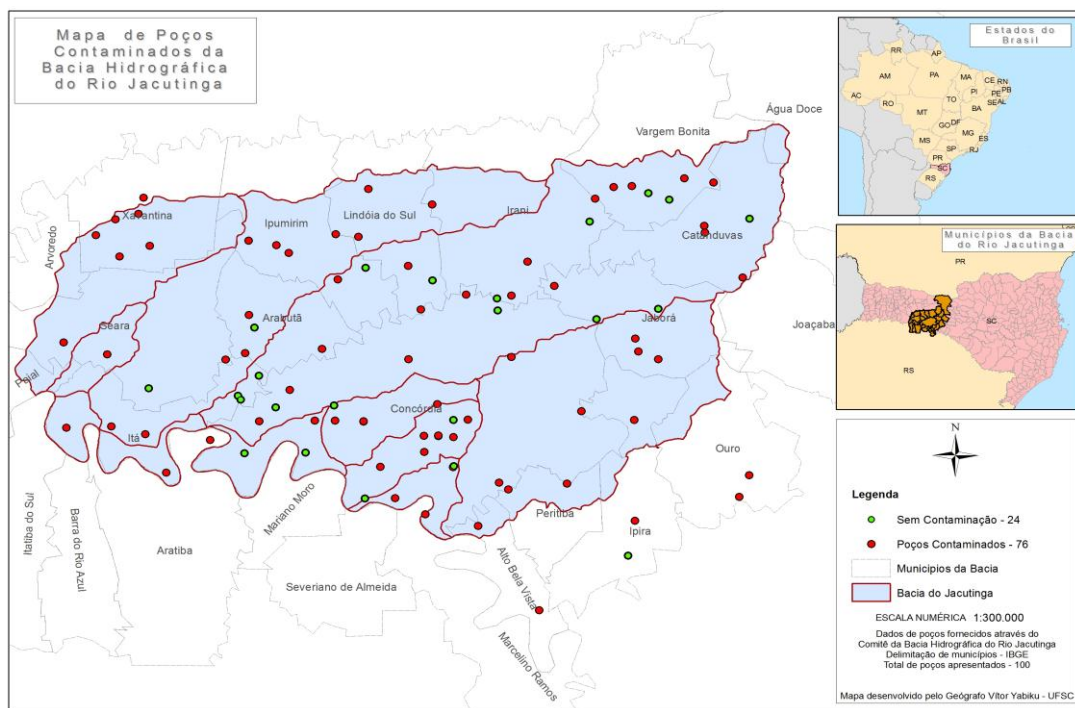 Mapa de Poços
Contaminados da
Bacia Hidrográfica
do Rio Jacutinga
Água Doce
Vargem Bonita
Xavantina
Ipumirim
Lindóia do Sul
Irani
Catanduvas
Arvoredo
Seara
Arabutã
Jaborá
Joaçaba
Paial
Itá
Concórdia
Ouro
Itatiba do Sul
Barra do Rio Azul
Aratiba
Mariano Moro
Severiano de Almeida
Peritiba
Ipira
Alto Bela Vista
Marcelino Ramos
Estados do
Brasil
RR
AP
AM
PA
MA
CE
RN
PB
PE
AL
SE
PI
AC
RO
TO
BA
MT
GO
DF
MG
ES
MS
SP
RJ
PR
SC
RS
Municípios da Bacia
do Rio Jacutinga
PR
SC
RS
N
Legenda
Sem Contaminação - 24
Poços Contaminados - 76
Municípios da Bacia
Bacia do Jacutinga
ESCALA NUMÉRICA 1:300.000
Dados de poços fornecidos através do
Comitê da Bacia Hidrográfica do Rio Jacutinga
Delimitação de municípios - IBGE
Total de poços apresentados - 100
Mapa desenvolvido pelo Geógrafo Vítor Yabiku - UFSC